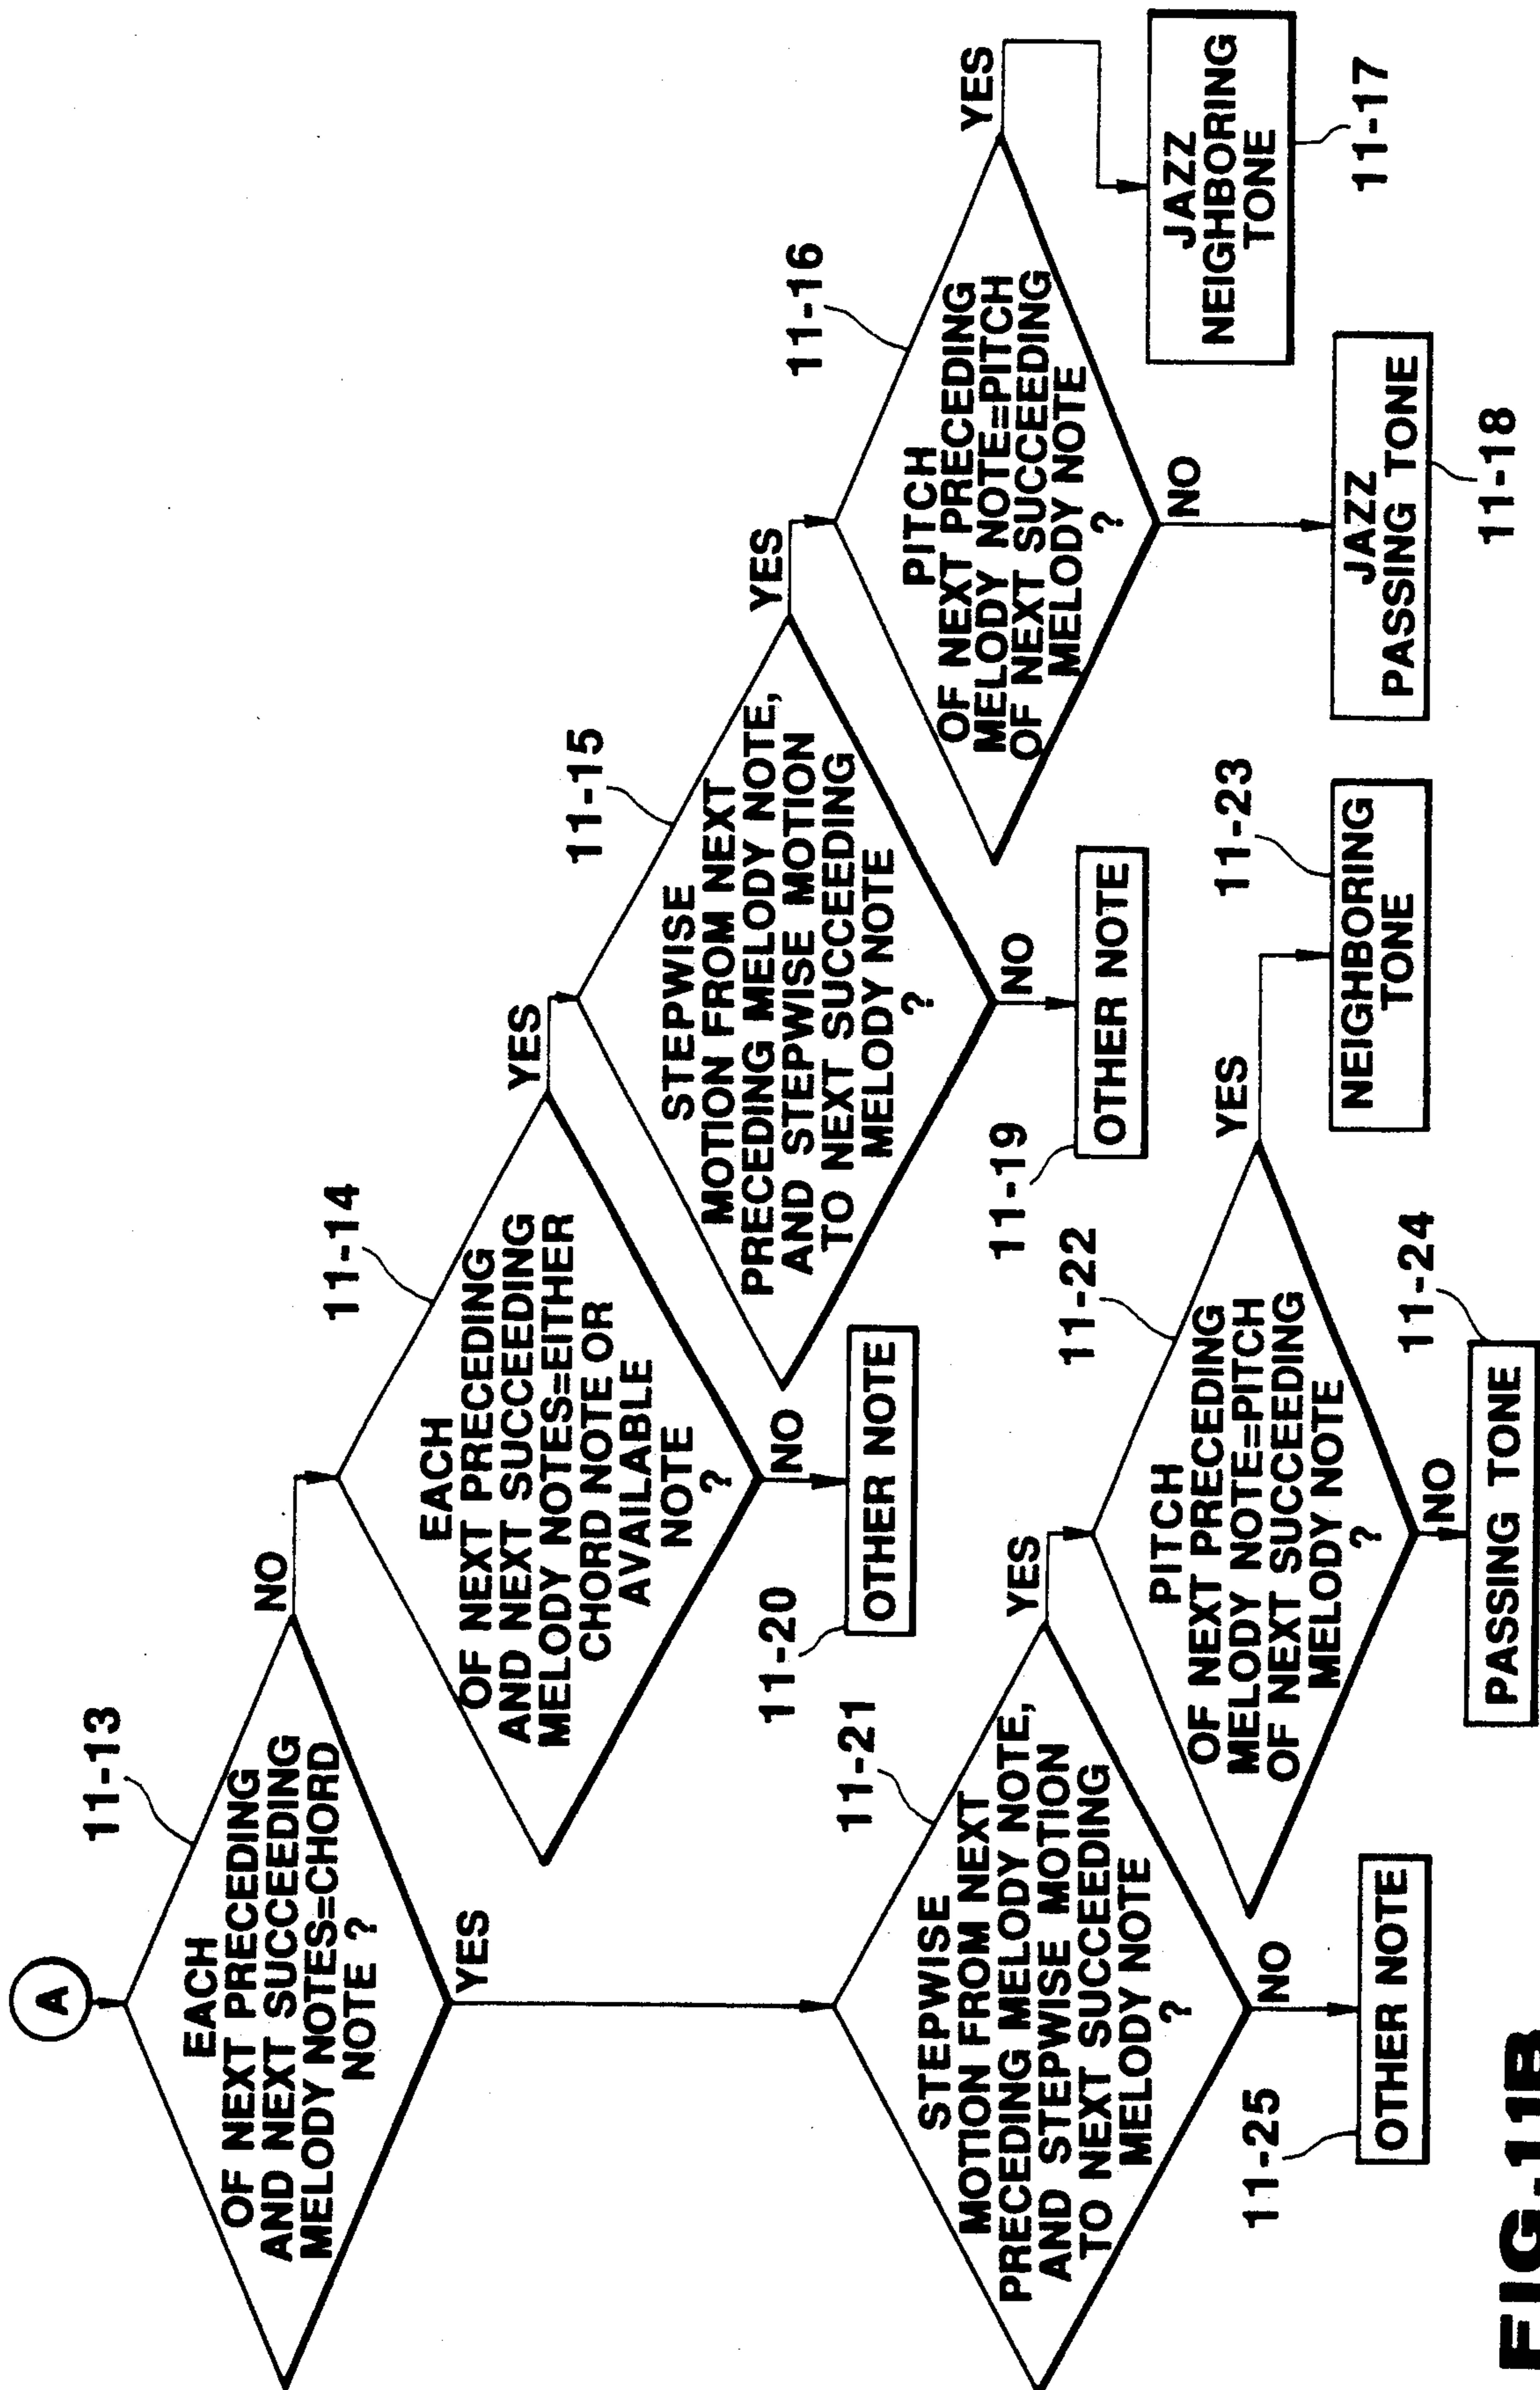 A
11-13
EACH
OF NEXT PRECEDING
AND NEXT SUCCEEDING
MELODY NOTES=CHORD
NOTE ?
NO
YES
11-14
EACH
OF NEXT PRECEDING
AND NEXT SUCCEEDING
MELODY NOTES=EITHER
CHORD NOTE OR
AVAILABLE
NOTE
?
YES
NO
11-20
OTHER NOTE
11-15
STEPWISE
MOTION FROM NEXT
PRECEDING MELODY NOTE,
AND STEPWISE MOTION
TO NEXT SUCCEEDING
MELODY NOTE
?
YES
NO
11-19
OTHER NOTE
11-16
PITCH
OF NEXT PRECEDING
MELODY NOTE=PITCH
OF NEXT SUCCEEDING
MELODY NOTE
?
YES
NO
JAZZ
NEIGHBORING
TONE
11-17
JAZZ
PASSING TONE
11-18
11-21
STEPWISE
MOTION FROM NEXT
PRECEDING MELODY NOTE,
AND STEPWISE MOTION
TO NEXT SUCCEEDING
MELODY NOTE
?
YES
NO
11-25
OTHER NOTE
11-22
PITCH
OF NEXT PRECEDING
MELODY NOTE=PITCH
OF NEXT SUCCEEDING
MELODY NOTE
?
YES
NO
11-23
NEIGHBORING
TONE
11-24
PASSING TONE
FIG.11B